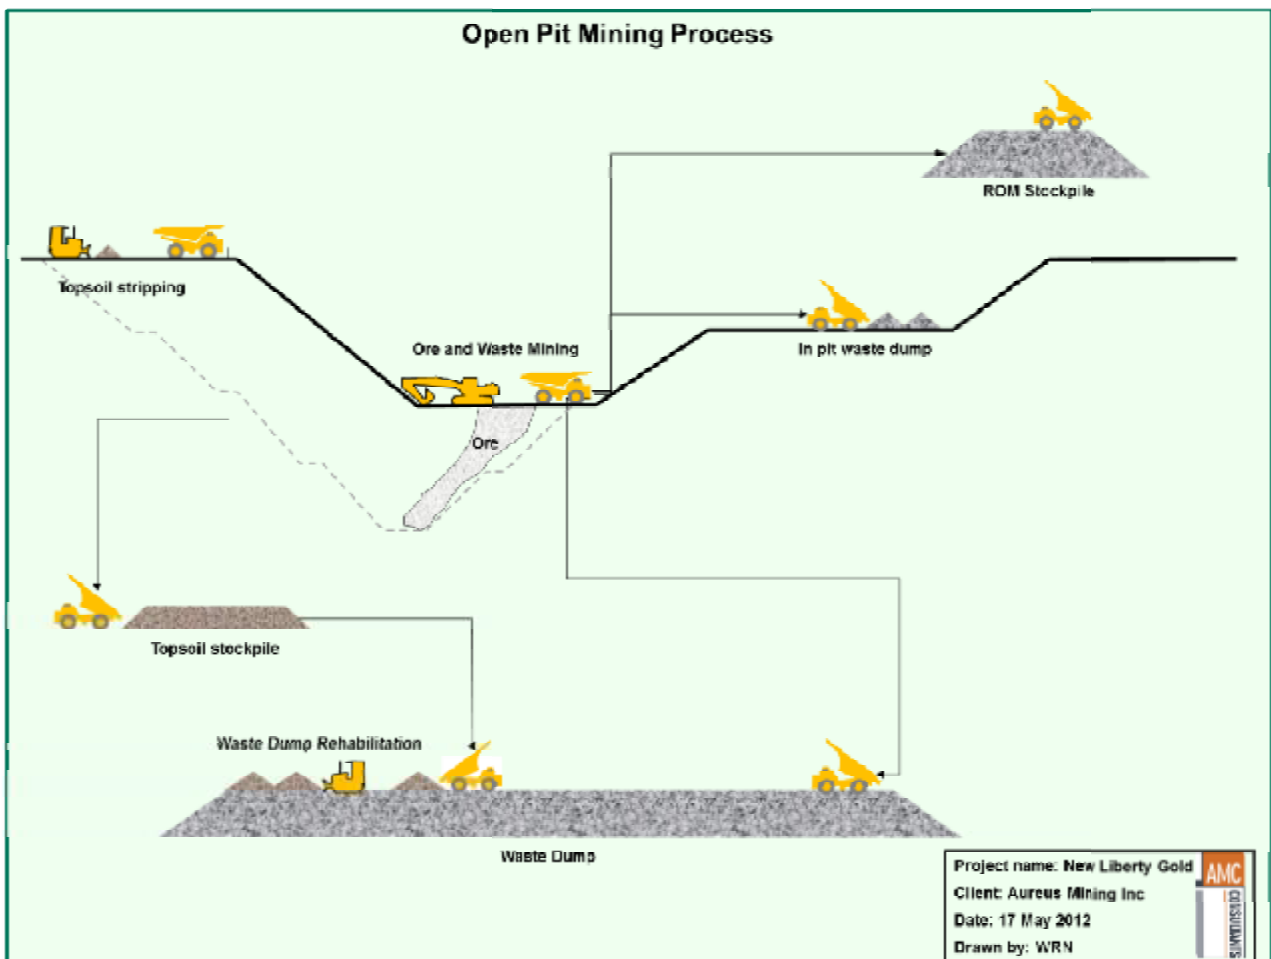 Open Pit Mining Process
ROM Stockpile
Topsoil stripping
In pit waste dump
Ore and Waste Mining
Ore
Topsoil stockpile
Waste Dump Rehabilitation
Waste Dump
Project name: New Liberty Gold
Client: Aureus Mining Inc
Date: 17 May 2012
Drawn by: WRN
AMC
CONSULTANTS